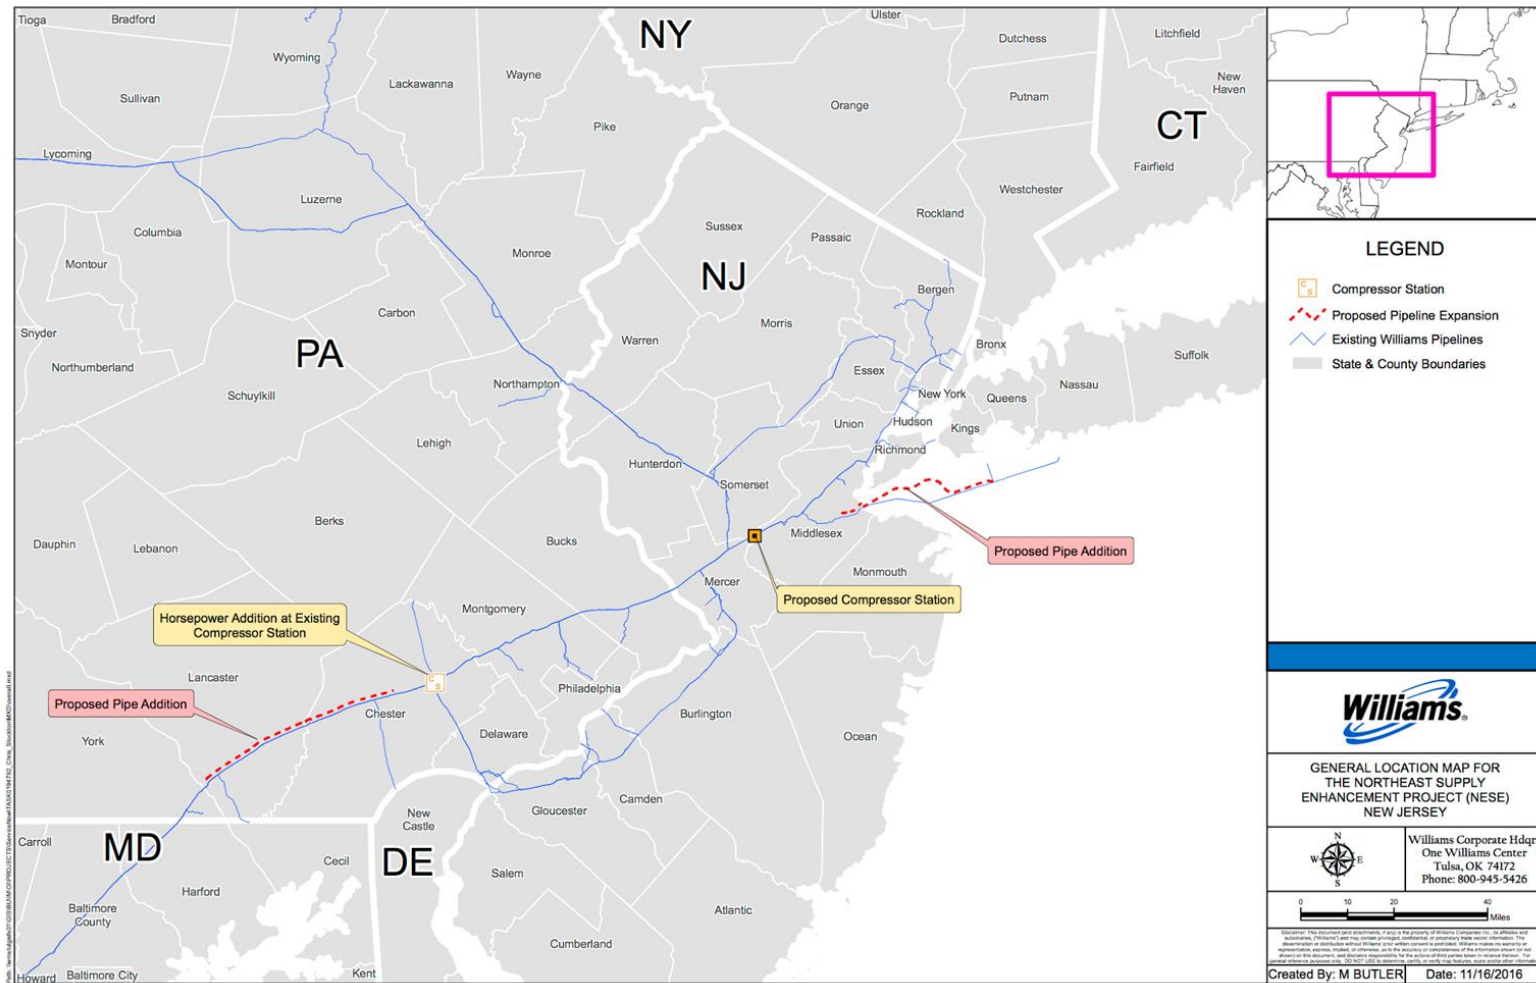 Tioga
Bradford
Wyoming
Sullivan
Lackawanna
Wayne
NY
Ulster
Dutchess
Litchfield
New
Haven
Putnam
Orange
Pike
CT
Lycoming
Fairfield
Westchester
Luzerne
Rockland
Columbia
Sussex
Passaic
Montour
Monroe
NJ
Bergen
Carbon
Morris
Snyder
Warren
Bronx
PA
Suffolk
Northumberland
Essex
Northampton
Nassau
Schuylkill
New York
Queens
Union
Hudson
Kings
Lehigh
Richmond
Hunterdon
Somerset
Berks
Middlesex
Dauphin
Lebanon
Bucks
Proposed Pipe Addition
Monmouth
Mercer
Proposed Compressor Station
Montgomery
Horsepower Addition at Existing
Compressor Station
Lancaster
Philadelphia
Proposed Pipe Addition
Chester
Burlington
York
Delaware
Ocean
Camden
New
Castle
Gloucester
Carroll
MD
DE
Cecil
Salem
Harford
Baltimore
County
Atlantic
Cumberland
Howard
Baltimore City
Kent
C
S
LEGEND
C
S
Compressor Station
Proposed Pipeline Expansion
Existing Williams Pipelines
State & County Boundaries
Williams®
GENERAL LOCATION MAP FOR
THE NORTHEAST SUPPLY
ENHANCEMENT PROJECT (NESE)
NEW JERSEY
N
W E
S
Williams Corporate Hdqr
One Williams Center
Tulsa, OK 74172
Phone: 800-945-5426
0 10 20 40
Miles
Created By: M BUTLER
Date: 11/16/2016